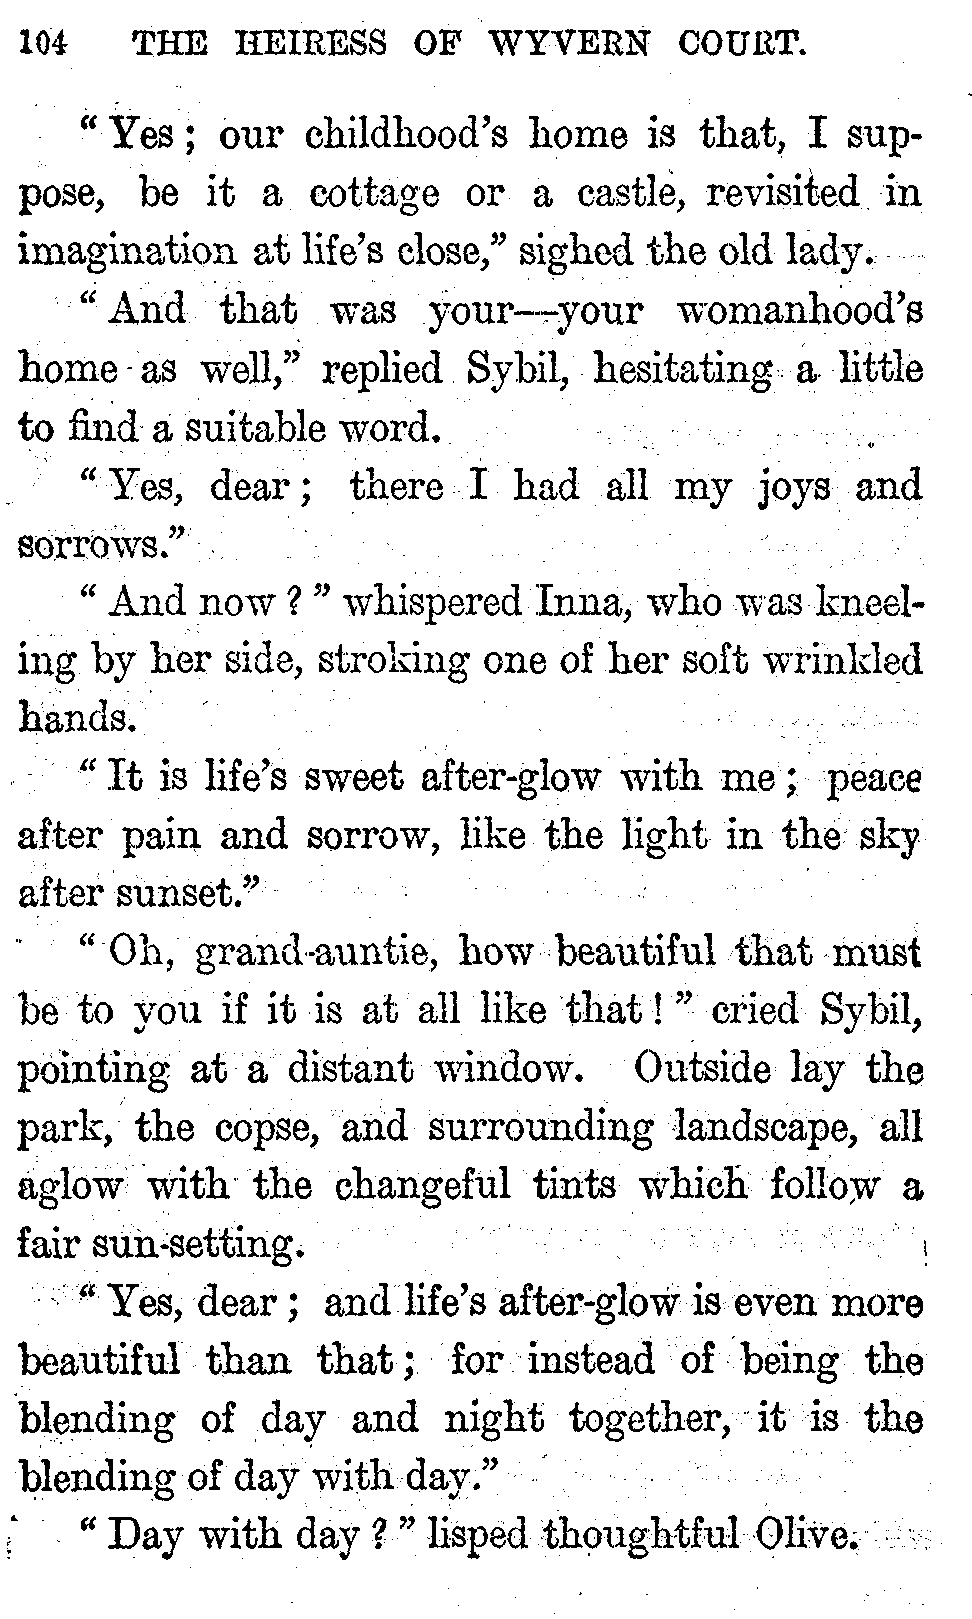 104 THE HEIRESS OF WYVERN COURT.
“Yes; our childhood’s home is that, I sup-
pose, be it a cottage or a castle, revisited in
imagination at life’s close,” sighed the old lady.
“And that was your—your womanhood’s
home as well,” replied Sybil, hesitating a little
to find a suitable word.
“Yes, dear; there I had all my joys and
sorrows.”
“And now?” whispered Inna, who was kneel-
ing by her side, stroking one of her soft wrinkled
hands.
“It is life’s sweet after-glow with me; peace
after pain and sorrow, like the light in the sky
after sunset.”
“Oh, grand-auntie, how beautiful that must
be to you if it is at all like that!” cried Sybil,
pointing at a distant window. Outside lay the
park, the copse, and surrounding landscape, all
aglow with the changeful tints which follow a
fair sun-setting.
“Yes, dear; and life’s after-glow is even more
beautiful than that; for instead of being the
blending of day and night together, it is the
blending of day with day.”
“Day with day?” lisped thoughtful Olive.